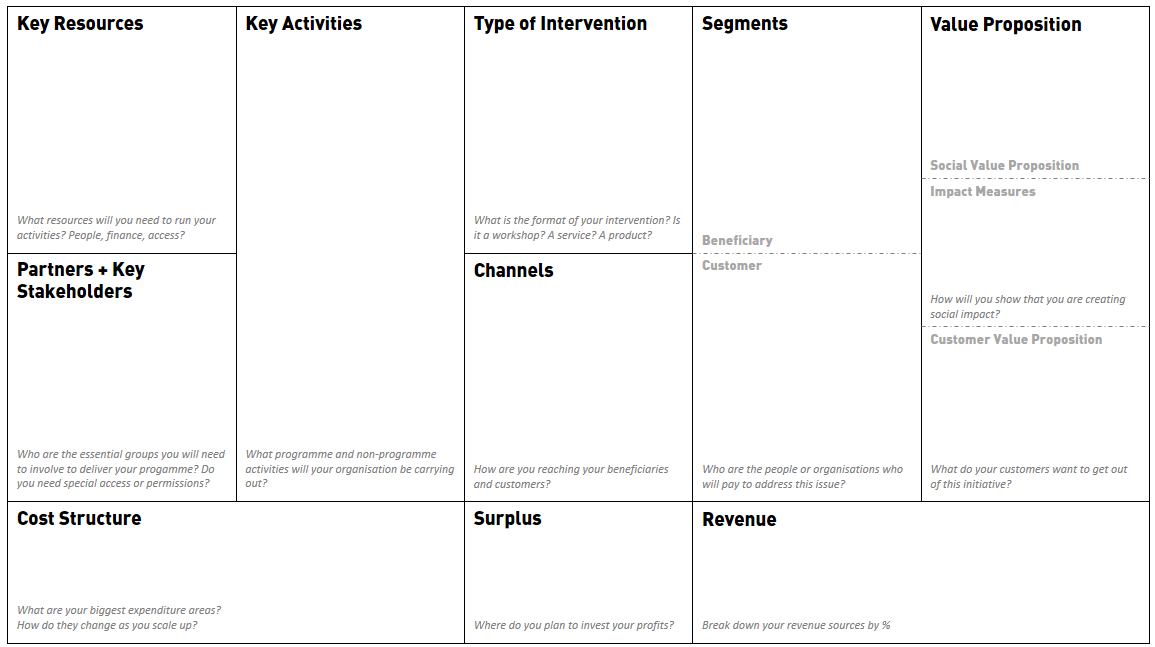 Key Resources
What resources will you need to run your
activities? People, finance, access?
Partners + Key
Stakeholders
Who are the essential groups you will need
to involve to deliver your progamme? Do
you need special access or permissions?
Key Activities
What programme and non-programme
activities will your organisation be carrying
out?
Type of Intervention
What is the format of your intervention? Is
it a workshop? A service? A product?
Channels
How are you reaching your beneficiaries
and customers?
Segments
Beneficiary
Customer
Who are the people or organisations who
will pay to address this issue?
Value Proposition
Social Value Proposition
Impact Measures
How will you show that you are creating
social impact?
Customer Value Proposition
What do your customers want to get out
of this initiative?
Cost Structure
What are your biggest expenditure areas?
How do they change as you scale up?
Surplus
Where do you plan to invest your profits?
Revenue
Break down your revenue sources by %